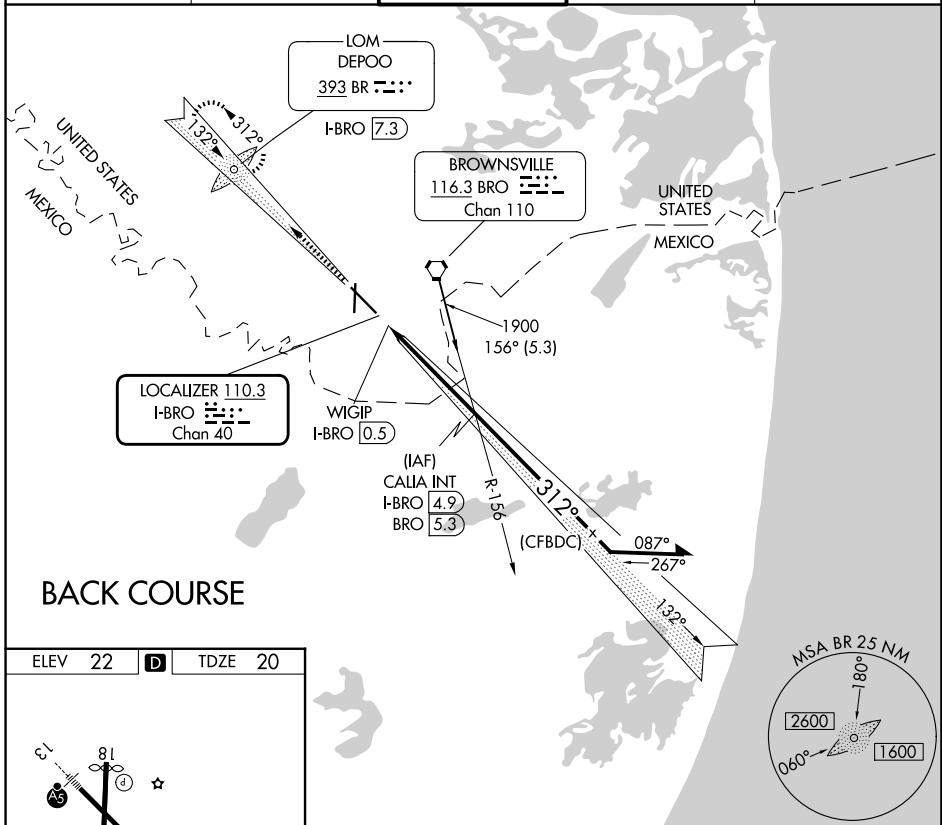 LOM
DEPOO
393 BR
I-BRO 7.3
312°
132°
UNITED STATES
MEXICO
BROWNSVILLE
116.3 BRO
Chan 110
UNITED
STATES
MEXICO
1900
156° (5.3)
LOCALIZER 110.3
I-BRO
Chan 40
WIGIP
I-BRO 0.5
(IAF)
CALIA INT
I-BRO 4.9
BRO 5.3
R-156
312°
(CFBDC)
087°
267°
132°
BACK COURSE
ELEV 22 D TDZE 20
13
18
P
A5
MSA BR 25 NM
180°
2600
1600
060°